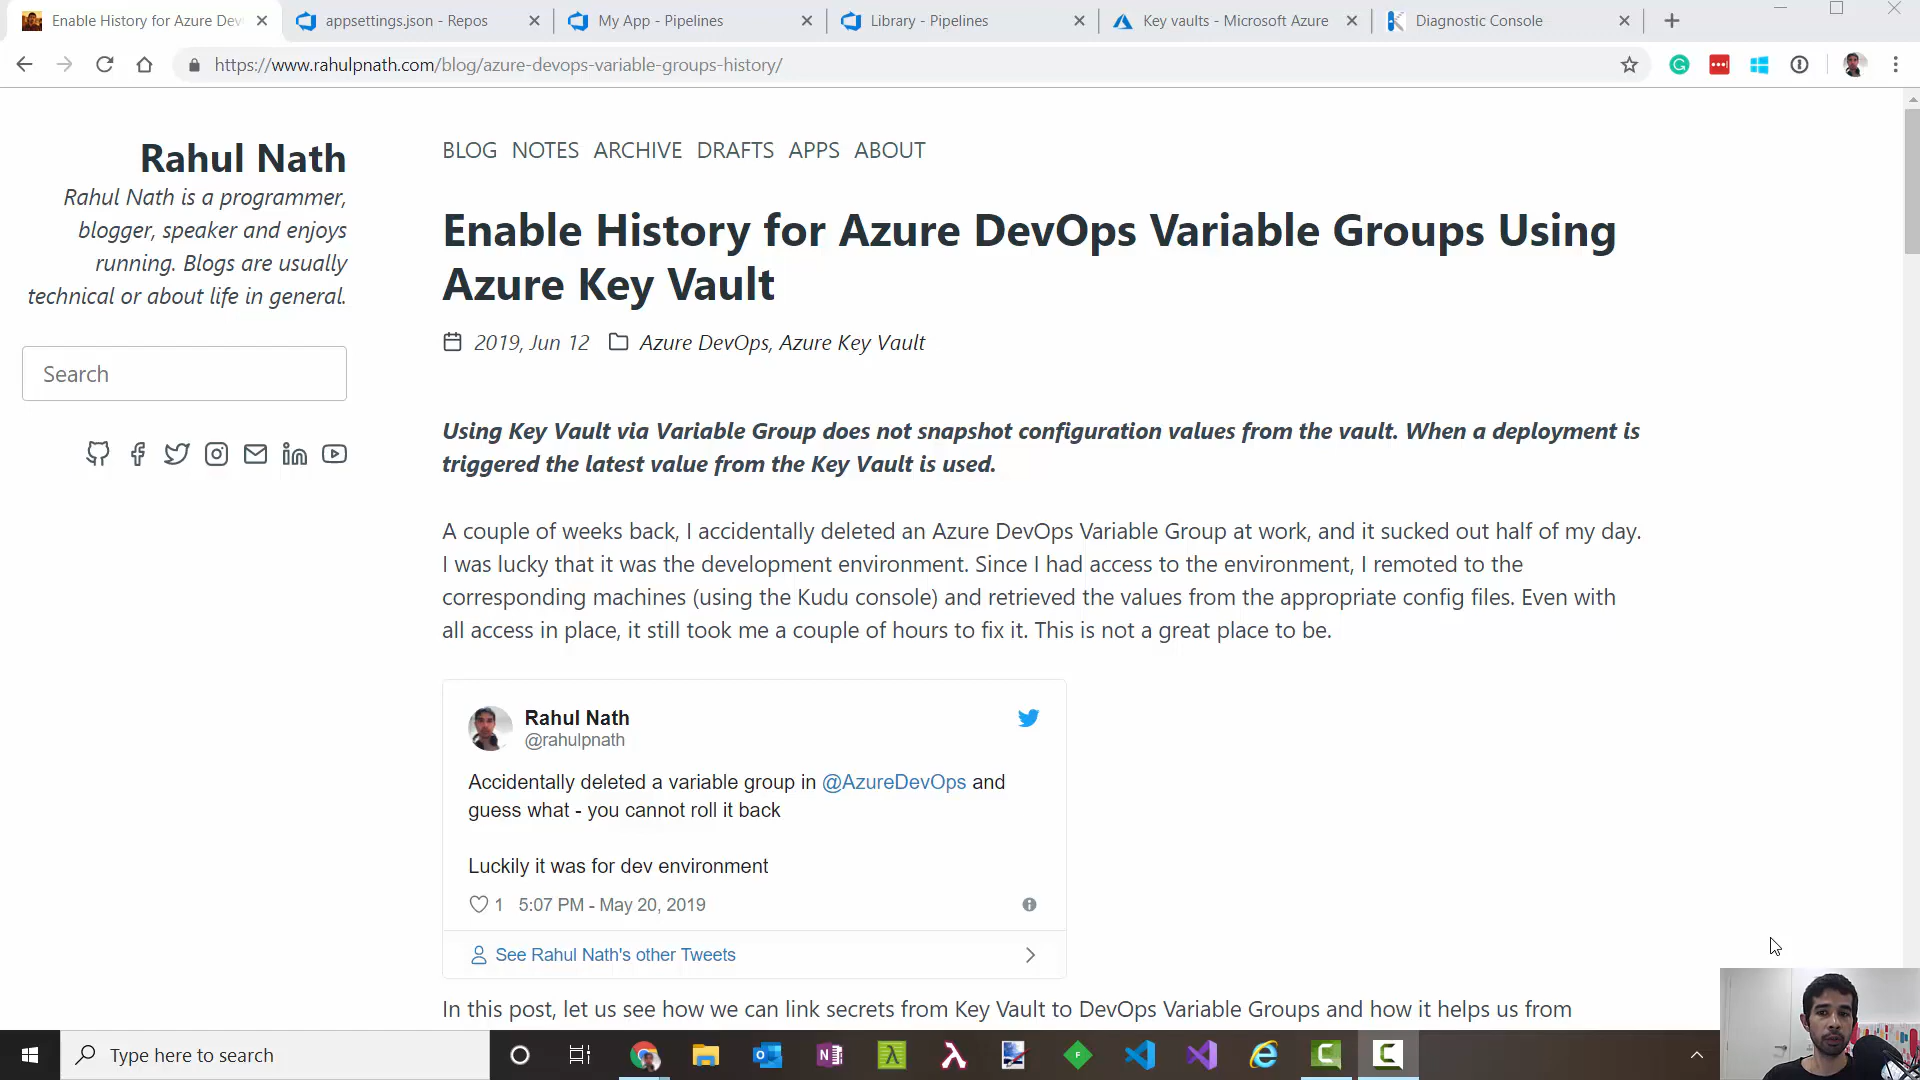 Enable History for Azure Dev
appsettings.json - Repos
My App - Pipelines
Library - Pipelines
Key vaults - Microsoft Azure
Diagnostic Console
https://www.rahulpnath.com/blog/azure-devops-variable-groups-history/
Rahul Nath
Rahul Nath is a programmer,
blogger, speaker and enjoys
running. Blogs are usually
technical or about life in general.
Search
BLOG NOTES ARCHIVE DRAFTS APPS ABOUT
Enable History for Azure DevOps Variable Groups Using
Azure Key Vault
2019, Jun 12 Azure DevOps, Azure Key Vault
Using Key Vault via Variable Group does not snapshot configuration values from the vault. When a deployment is
triggered the latest value from the Key Vault is used.
A couple of weeks back, I accidentally deleted an Azure DevOps Variable Group at work, and it sucked out half of my day.
I was lucky that it was the development environment. Since I had access to the environment, I remoted to the
corresponding machines (using the Kudu console) and retrieved the values from the appropriate config files. Even with
all access in place, it still took me a couple of hours to fix it. This is not a great place to be.
Rahul Nath
@rahulpnath
Accidentally deleted a variable group in @AzureDevOps and
guess what - you cannot roll it back
Luckily it was for dev environment
1 5:07 PM - May 20, 2019
See Rahul Nath's other Tweets
In this post, let us see how we can link secrets from Key Vault to DevOps Variable Groups and how it helps us from
Type here to search